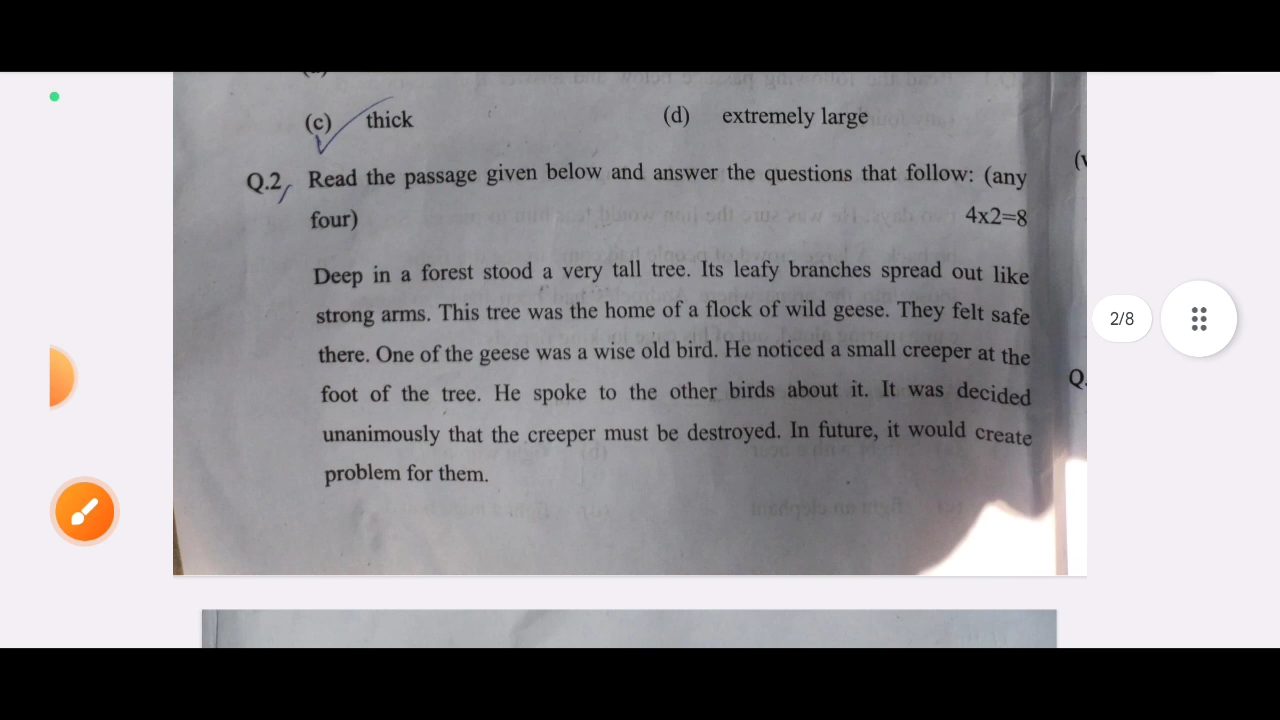 (c) thick (d) extremely large
Q.2 Read the passage given below and answer the questions that follow: (any
four) 4x2=8
Deep in a forest stood a very tall tree. Its leafy branches spread out like
strong arms. This tree was the home of a flock of wild geese. They felt safe
there. One of the geese was a wise old bird. He noticed a small creeper at the
foot of the tree. He spoke to the other birds about it. It was decided
unanimously that the creeper must be destroyed. In future, it would create
problem for them.
2/8
Q.